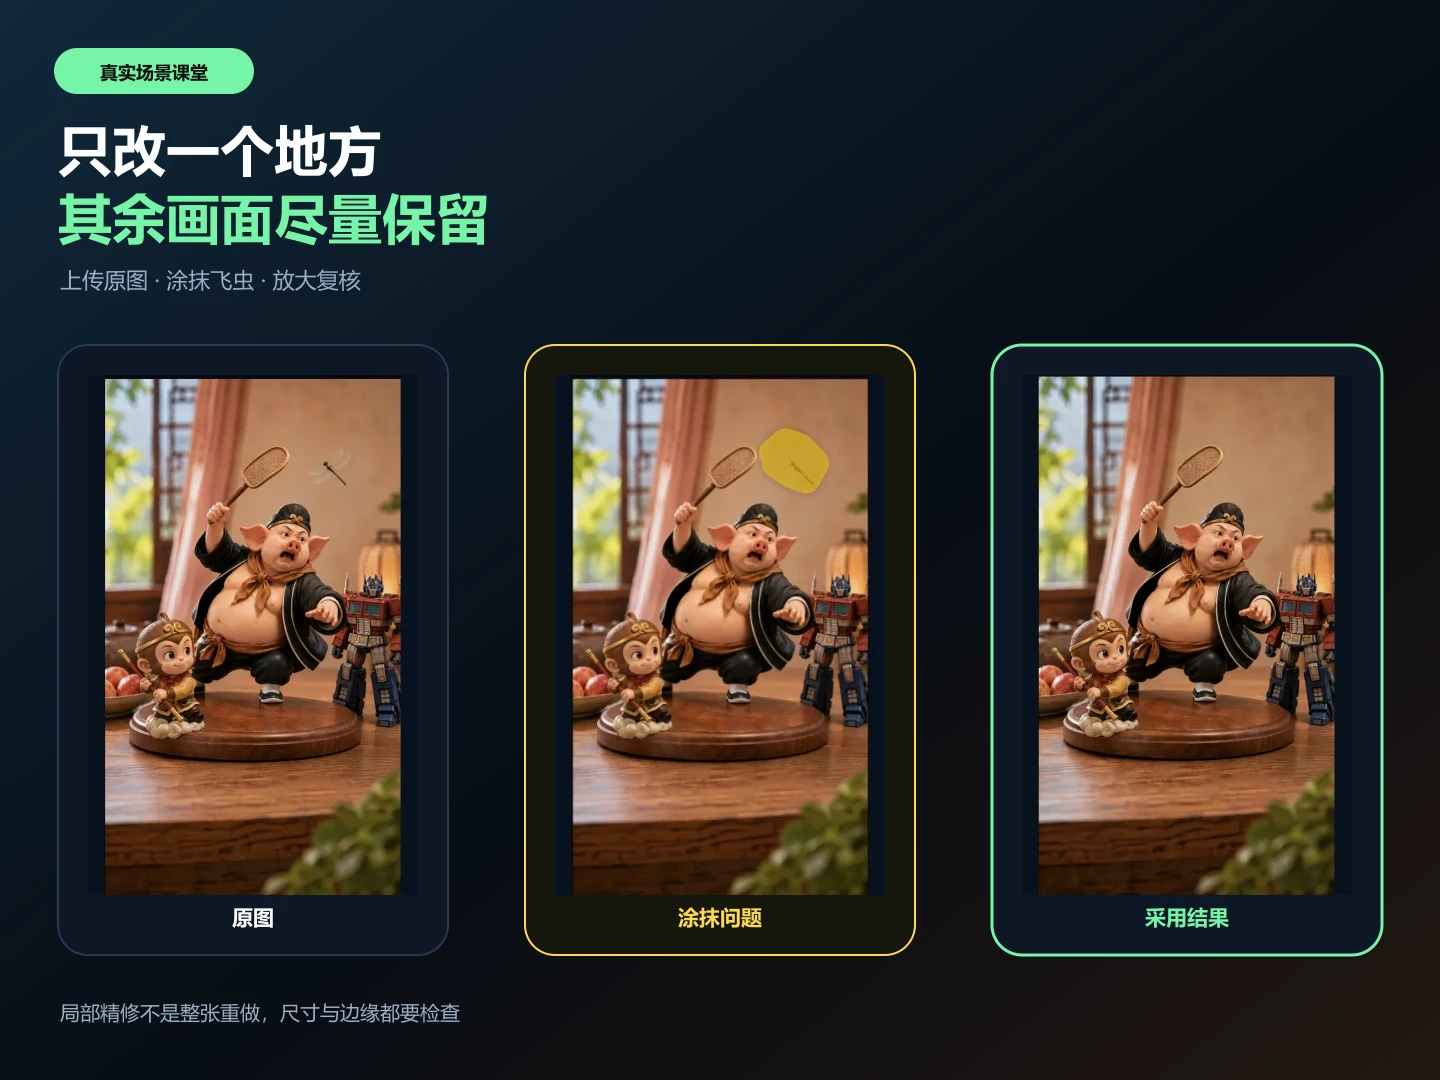 真实场景课堂
只改一个地方
其余画面尽量保留
上传原图 · 涂抹飞虫 · 放大复核
原图
涂抹问题
采用结果
局部精修不是整张重做，尺寸与边缘都要检查